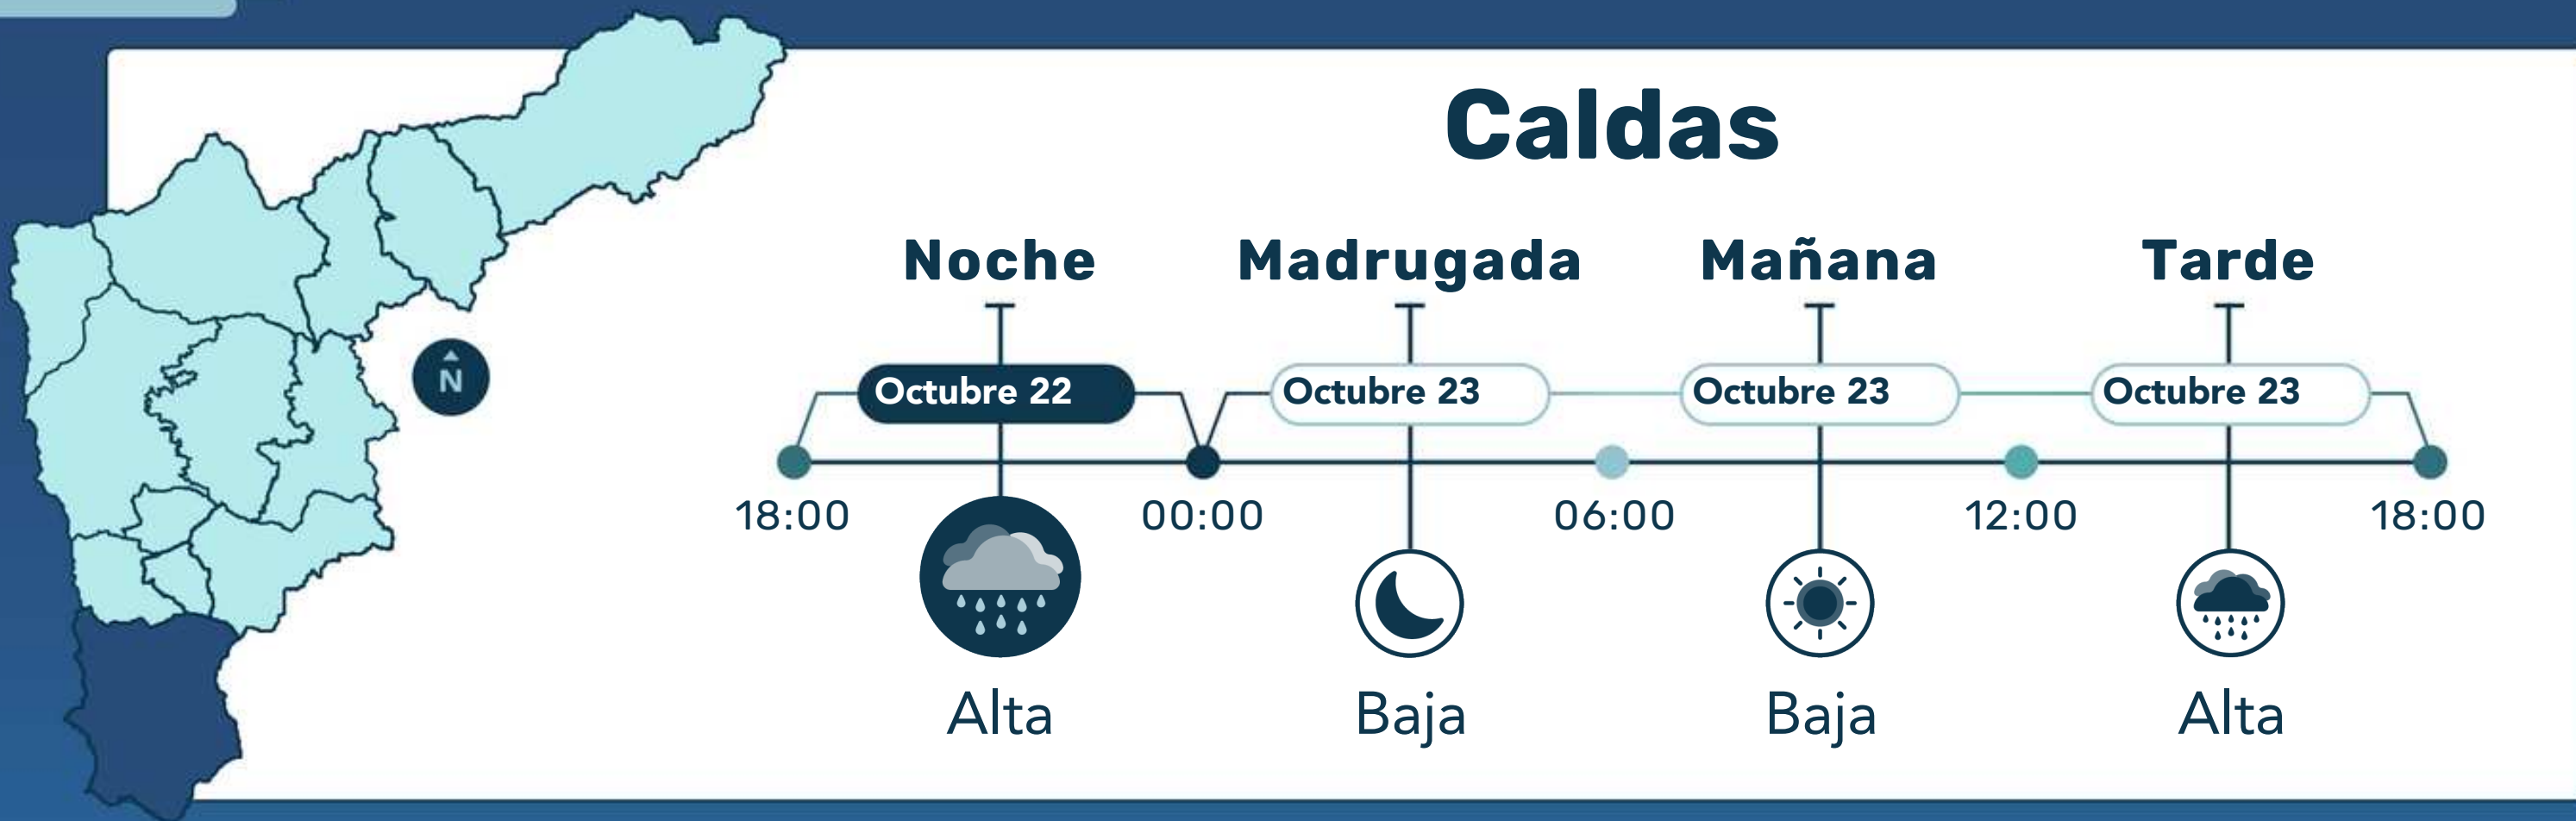 Caldas
Noche Madrugada Mañana Tarde
Octubre 22 Octubre 23 Octubre 23 Octubre 23
N
18:00 00:00 06:00 12:00 18:00
Alta Baja Baja Alta